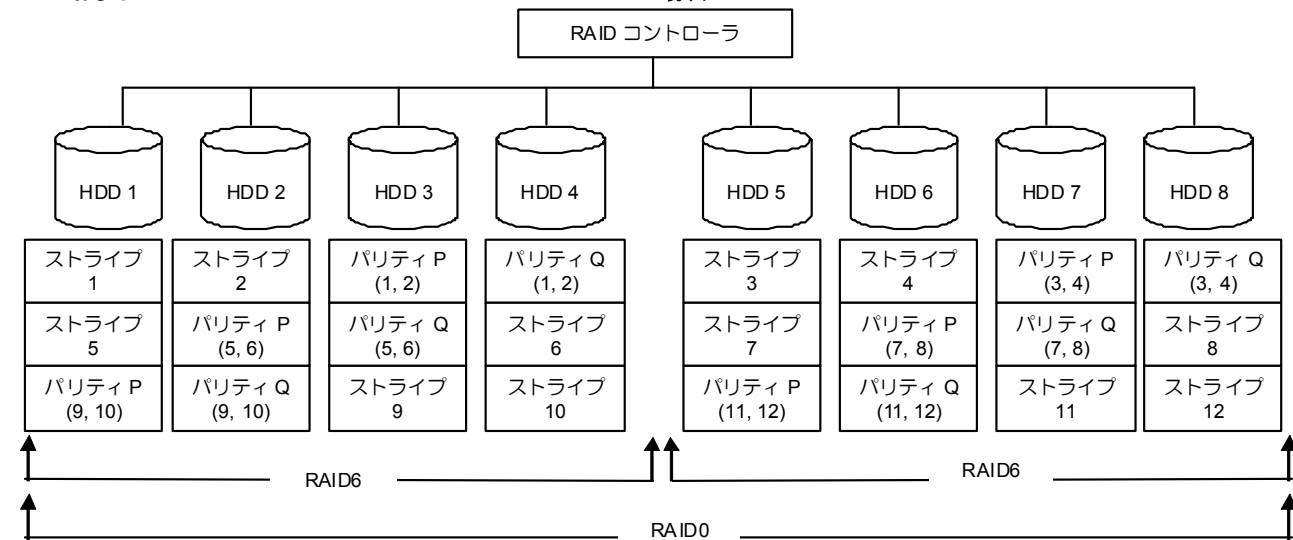 RAID コントローラ
HDD 1
HDD 2
HDD 3
HDD 4
HDD 5
HDD 6
HDD 7
HDD 8
ストライプ
1
ストライプ
2
パリティ P
(1, 2)
パリティ Q
(1, 2)
ストライプ
3
ストライプ
4
パリティ P
(3, 4)
パリティ Q
(3, 4)
ストライプ
5
パリティ P
(5, 6)
パリティ Q
(5, 6)
ストライプ
6
ストライプ
7
パリティ P
(7, 8)
パリティ Q
(7, 8)
ストライプ
8
パリティ P
(9, 10)
パリティ Q
(9, 10)
ストライプ
9
ストライプ
10
パリティ P
(11, 12)
パリティ Q
(11, 12)
ストライプ
11
ストライプ
12
RAID6
RAID6
RAID0